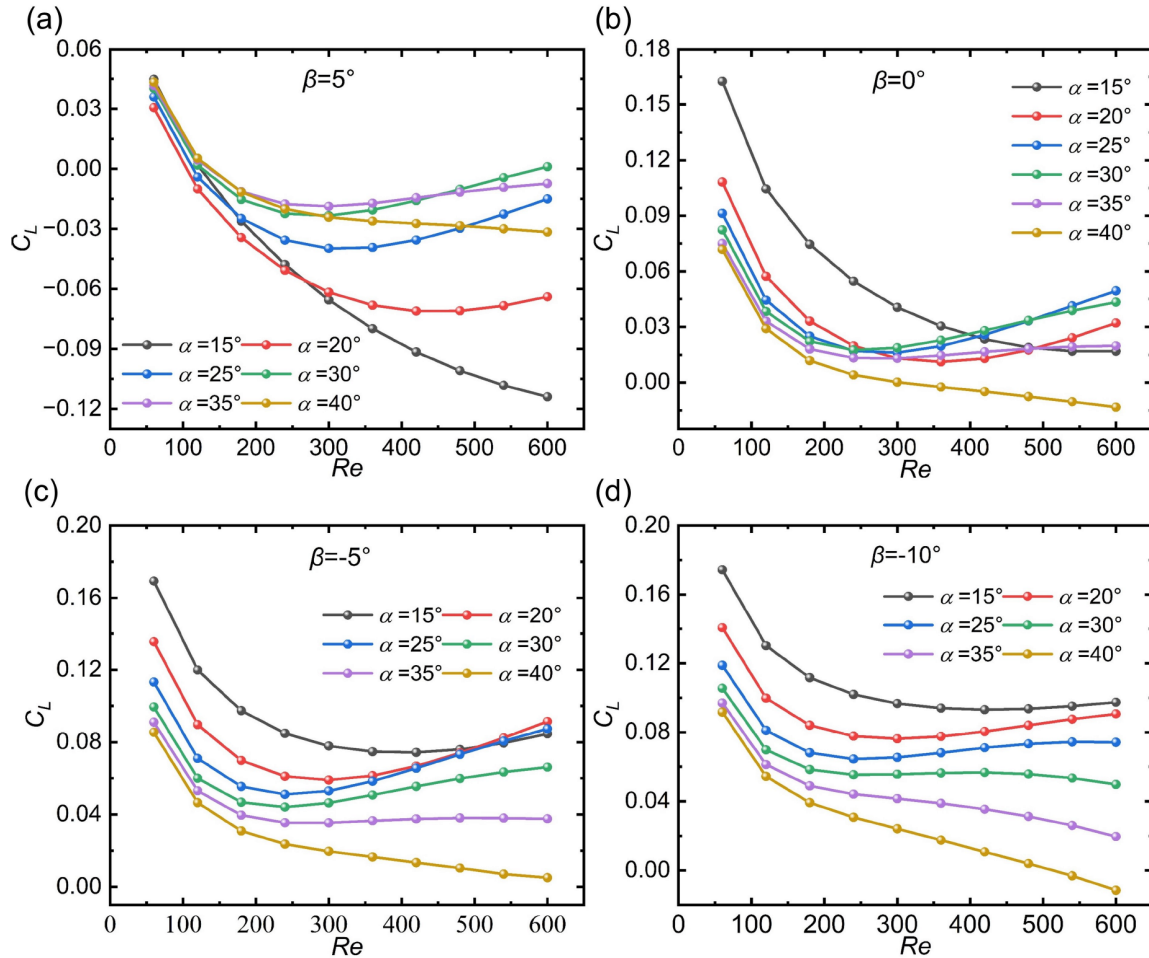 (a)
β=5°
0.06
0.03
0.00
−0.03
−0.06
−0.09
−0.12
C_L
α =15° α =20°
α =25° α =30°
α =35° α =40°
0 100 200 300 400 500 600
Re
(b)
β=0°
0.18
0.15
0.12
0.09
0.06
0.03
0.00
C_L
α =15°
α =20°
α =25°
α =30°
α =35°
α =40°
0 100 200 300 400 500 600
Re
(c)
β=-5°
0.20
0.16
0.12
0.08
0.04
0.00
C_L
α =15° α =20°
α =25° α =30°
α =35° α =40°
0 100 200 300 400 500 600
Re
(d)
β=-10°
0.20
0.16
0.12
0.08
0.04
0.00
C_L
α =15° α =20°
α =25° α =30°
α =35° α =40°
0 100 200 300 400 500 600
Re